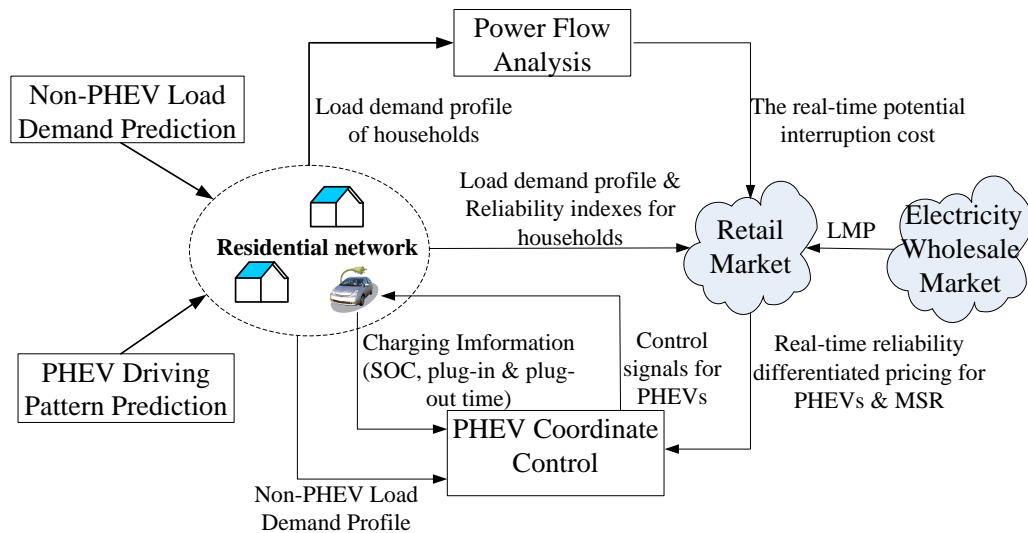 Power Flow
Analysis
Non-PHEV Load
Demand Prediction
Load demand profile
of households
The real-time potential
interruption cost
Load demand profile &
Reliability indexes for
households
Residential network
Retail
Market
LMP
Electricity
Wholesale
Market
PHEV Driving
Pattern Prediction
Charging Imformation
(SOC, plug-in & plug-
out time)
Control
signals for
PHEVs
Real-time reliability
differentiated pricing for
PHEVs & MSR
PHEV Coordinate
Control
Non-PHEV Load
Demand Profile